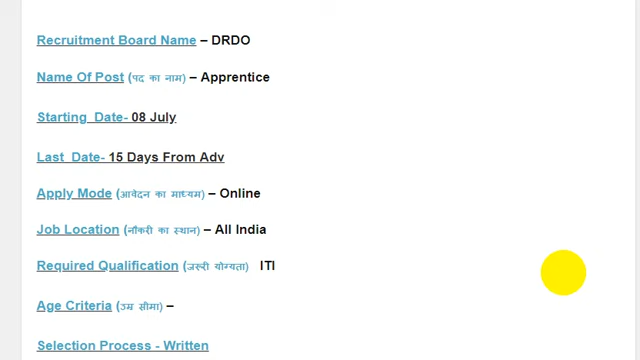 Recruitment Board Name – DRDO
Name Of Post (पद का नाम) – Apprentice
Starting Date- 08 July
Last Date- 15 Days From Adv
Apply Mode (आवेदन का माध्यम) – Online
Job Location (नौकरी का स्थान) – All India
Required Qualification (जरूरी योग्यता) ITI
Age Criteria (उम्र सीमा) –
Selection Process - Written